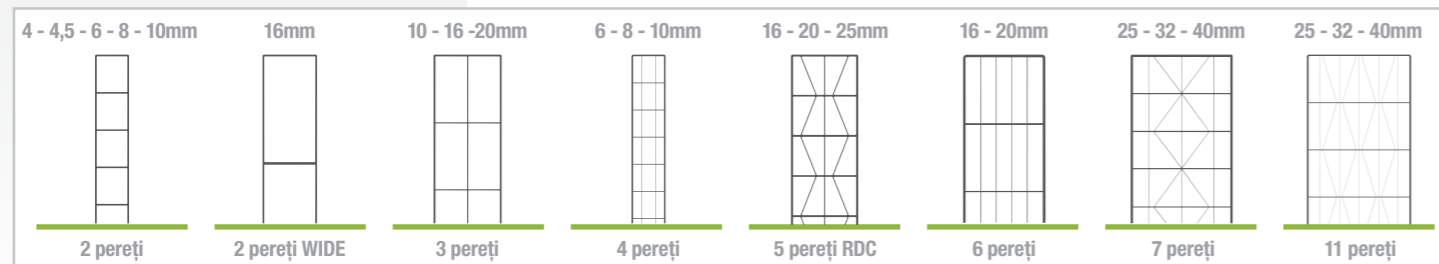 4 - 4,5 - 6 - 8 - 10mm 16mm 10 - 16 -20mm 6 - 8 - 10mm 16 - 20 - 25mm 16 - 20mm 25 - 32 - 40mm 25 - 32 - 40mm
2 pereți 2 pereți WIDE 3 pereți 4 pereți 5 pereți RDC 6 pereți 7 pereți 11 pereți